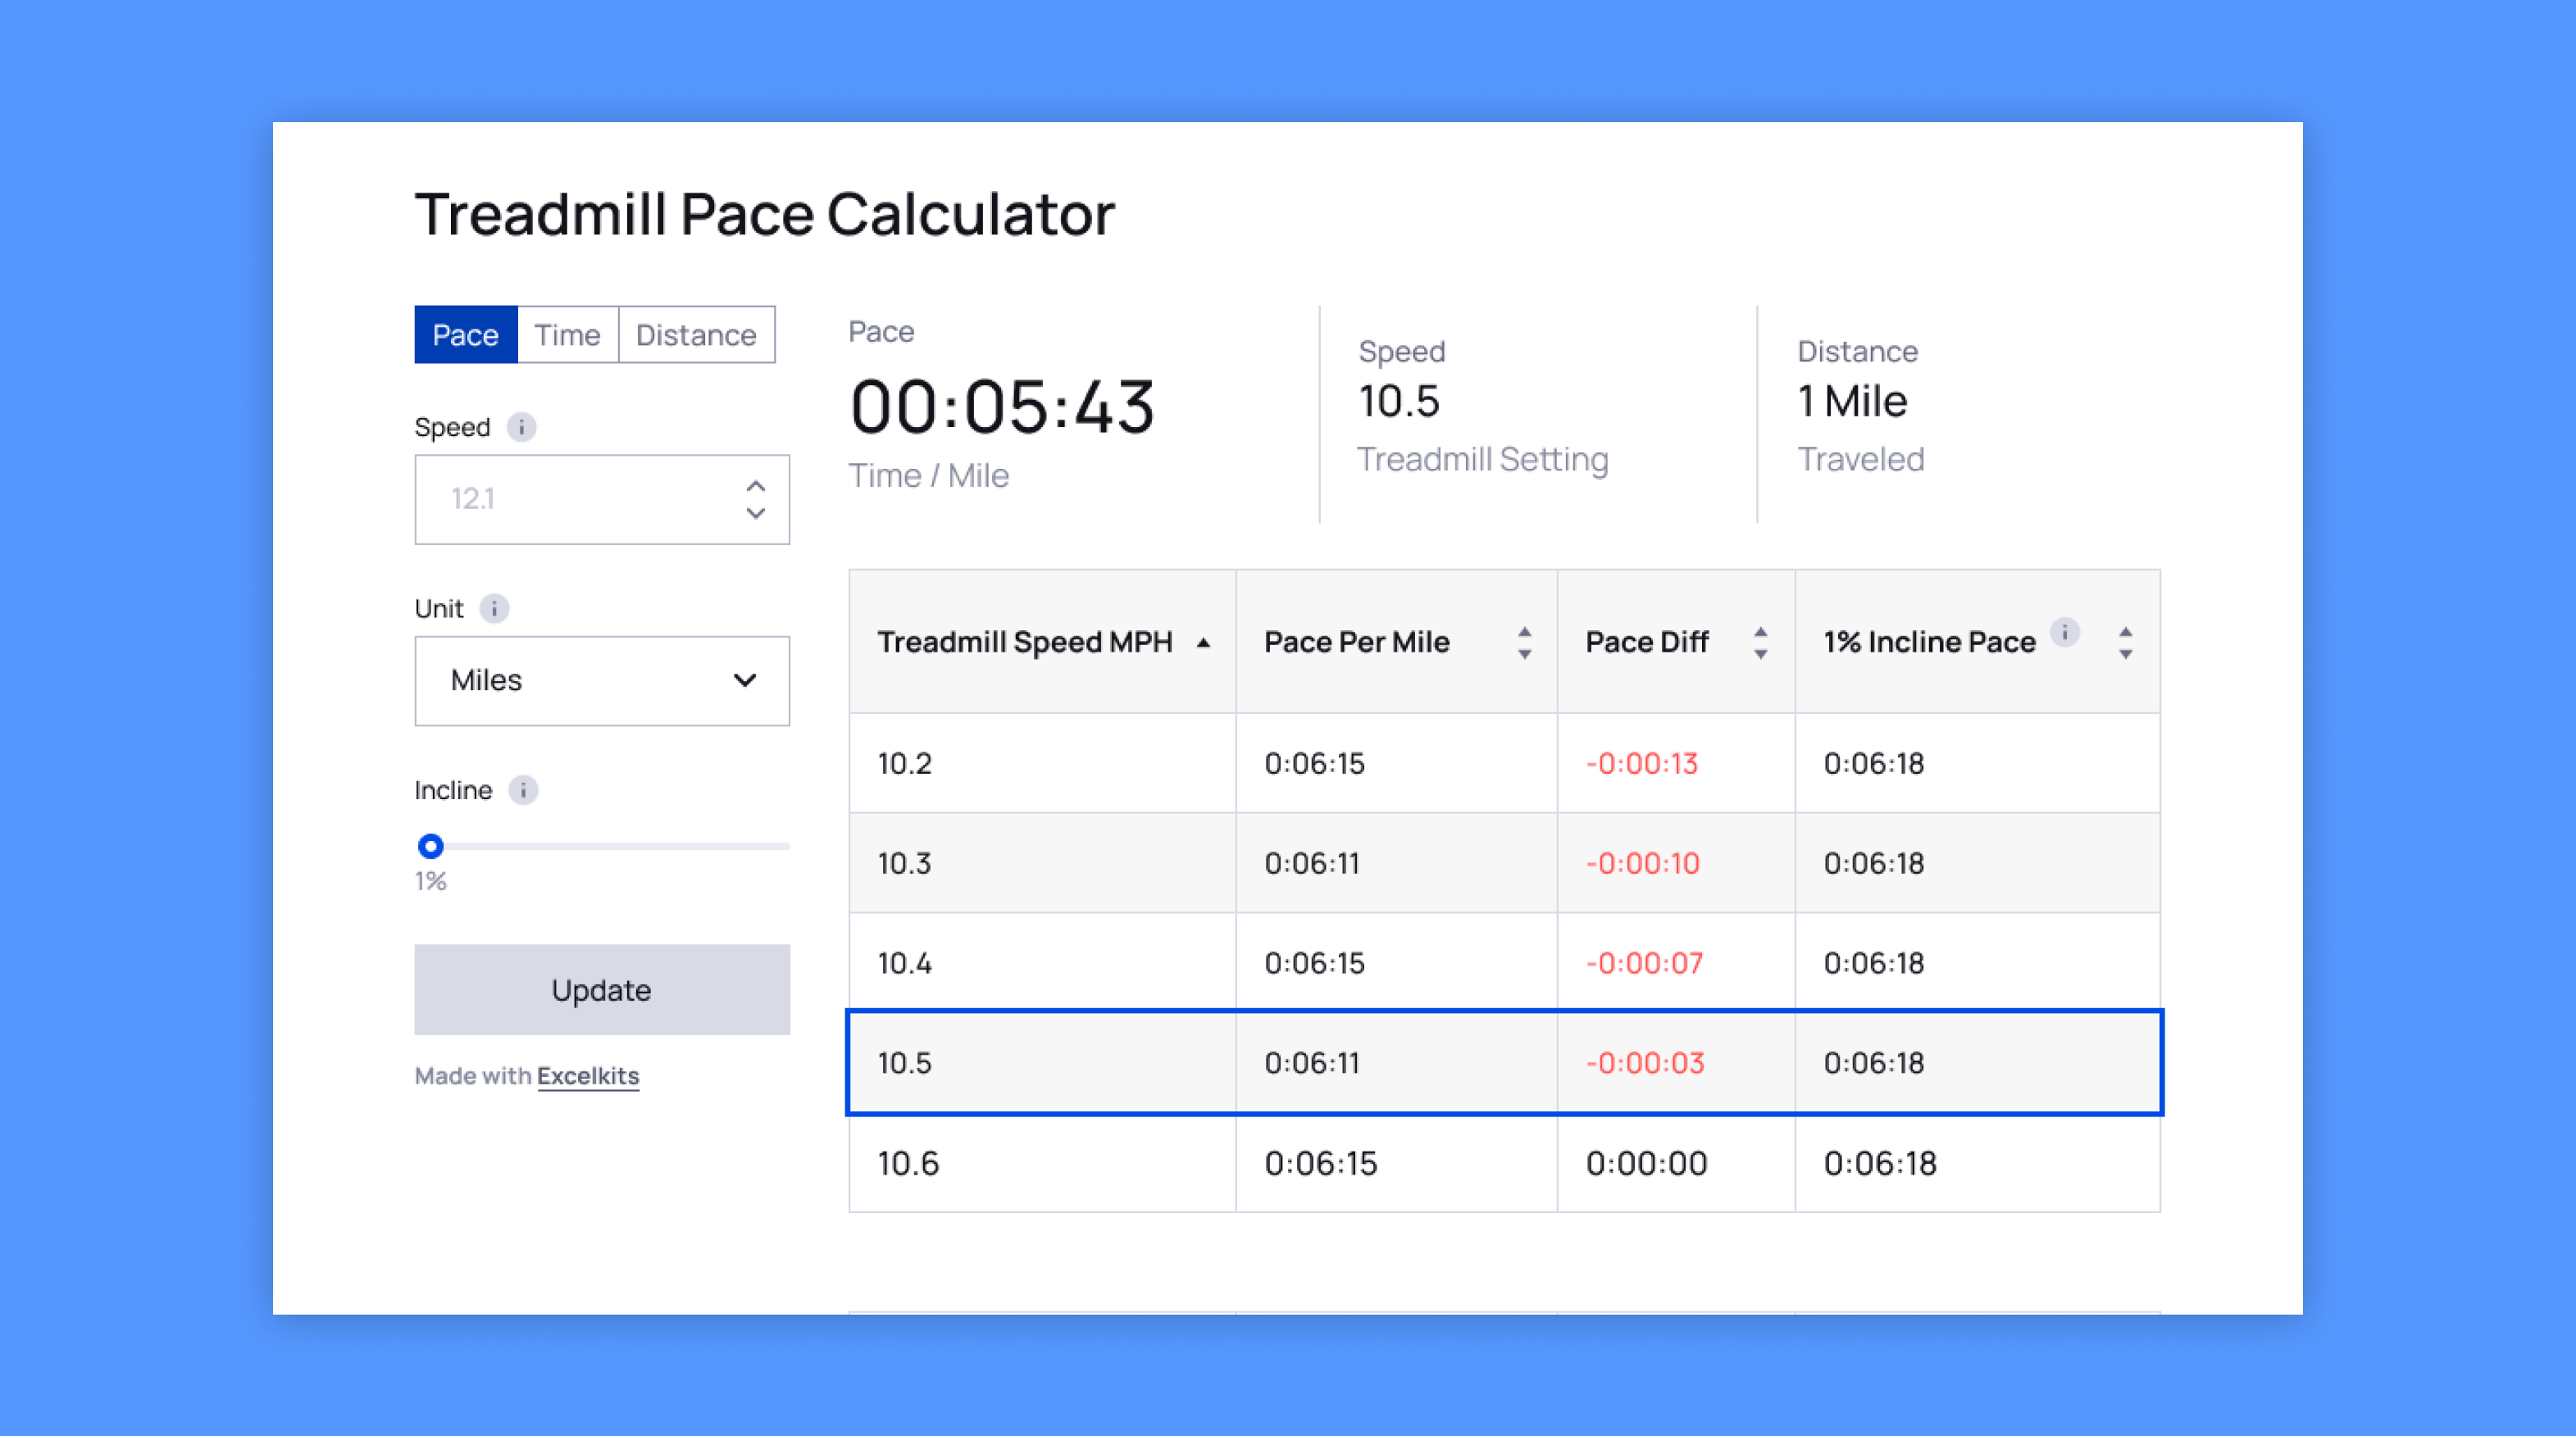 Treadmill Pace Calculator
Pace Time Distance
Speed i
12.1
Unit i
Miles
Incline i
1%
Update
Made with Excelkits
Pace
00:05:43
Time / Mile
Speed
10.5
Treadmill Setting
Distance
1 Mile
Traveled
Treadmill Speed MPH Pace Per Mile Pace Diff 1% Incline Pace i
10.2 0:06:15 -0:00:13 0:06:18
10.3 0:06:11 -0:00:10 0:06:18
10.4 0:06:15 -0:00:07 0:06:18
10.5 0:06:11 -0:00:03 0:06:18
10.6 0:06:15 0:00:00 0:06:18